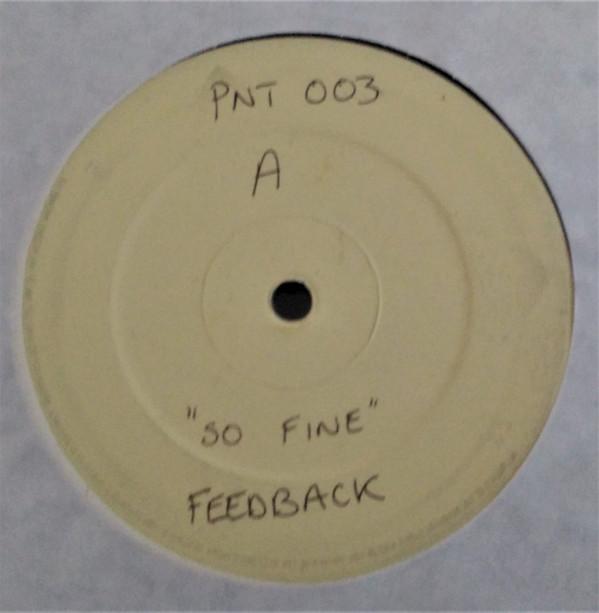 PNT 003
A
"SO FINE"
FEEDBACK